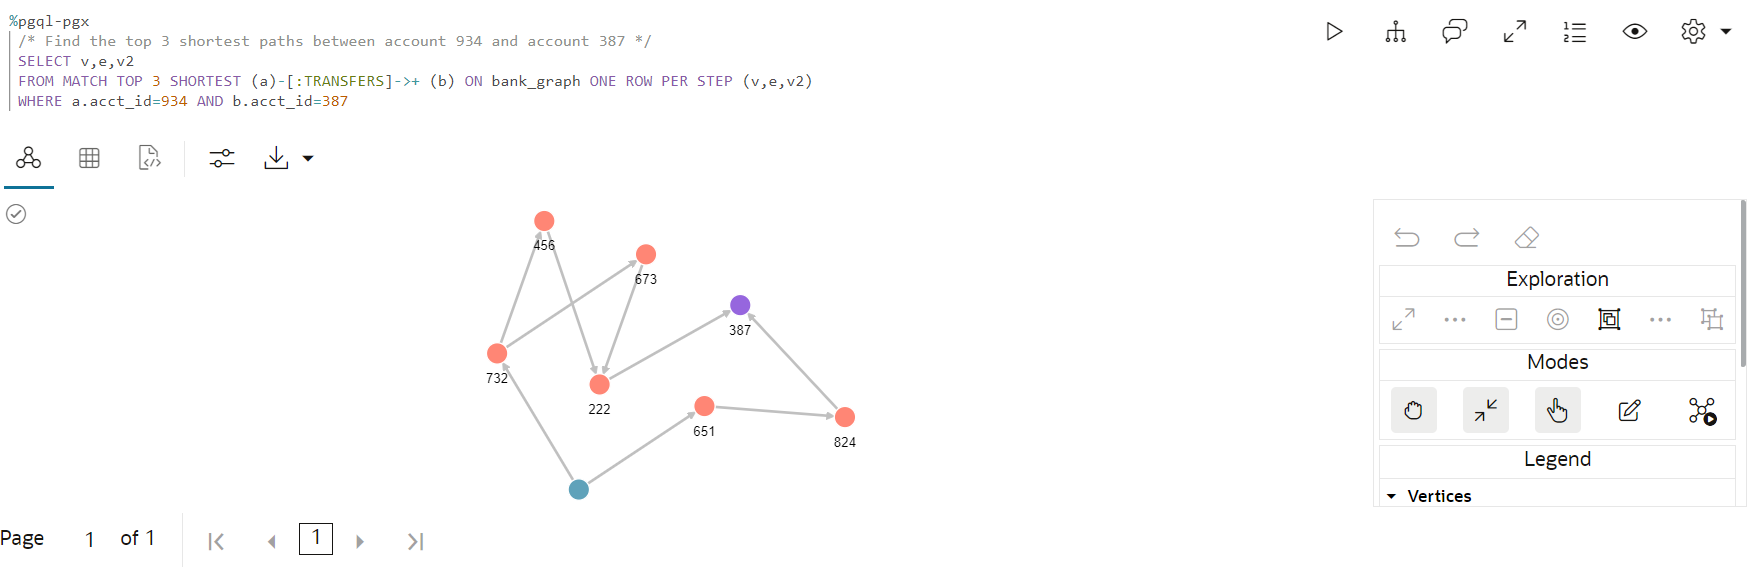 %pgql-pgx
/* Find the top 3 shortest paths between account 934 and account 387 */
SELECT v,e,v2
FROM MATCH TOP 3 SHORTEST (a)-[:TRANSFERS]->+ (b) ON bank_graph ONE ROW PER STEP (v,e,v2)
WHERE a.acct_id=934 AND b.acct_id=387
456
673
387
732
222
651
824
Exploration
Modes
Legend
Vertices
Page 1 of 1
1